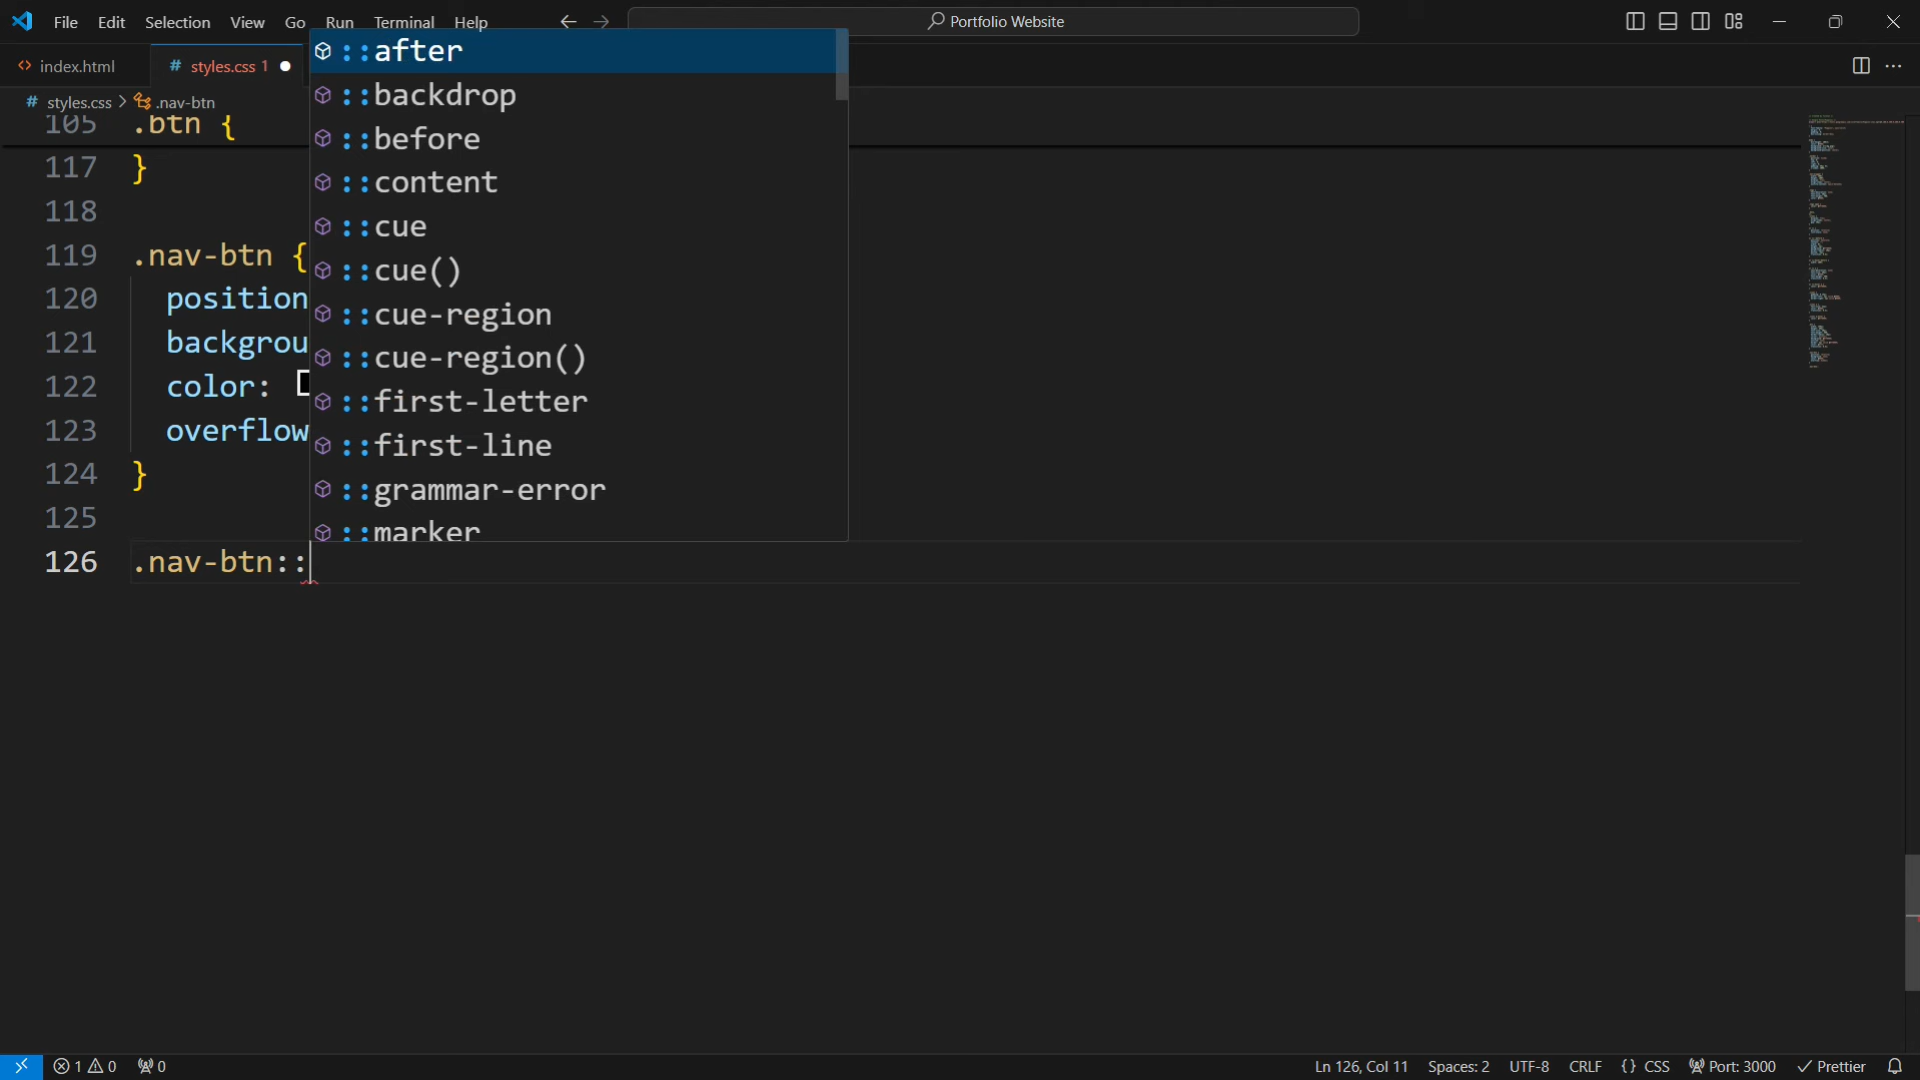 File Edit Selection View Go Run Terminal Help
Portfolio Website
index.html
# styles.css 1
# styles.css > .nav-btn
105 .btn {
117 }
118
119 .nav-btn {
120 position
121 backgrou
122 color:
123 overflow
124 }
125
126 .nav-btn::
::after
::backdrop
::before
::content
::cue
::cue()
::cue-region
::cue-region()
::first-letter
::first-line
::grammar-error
::marker
1 0 0
Ln 126, Col 11 Spaces: 2 UTF-8 CRLF {} CSS Port: 3000 Prettier